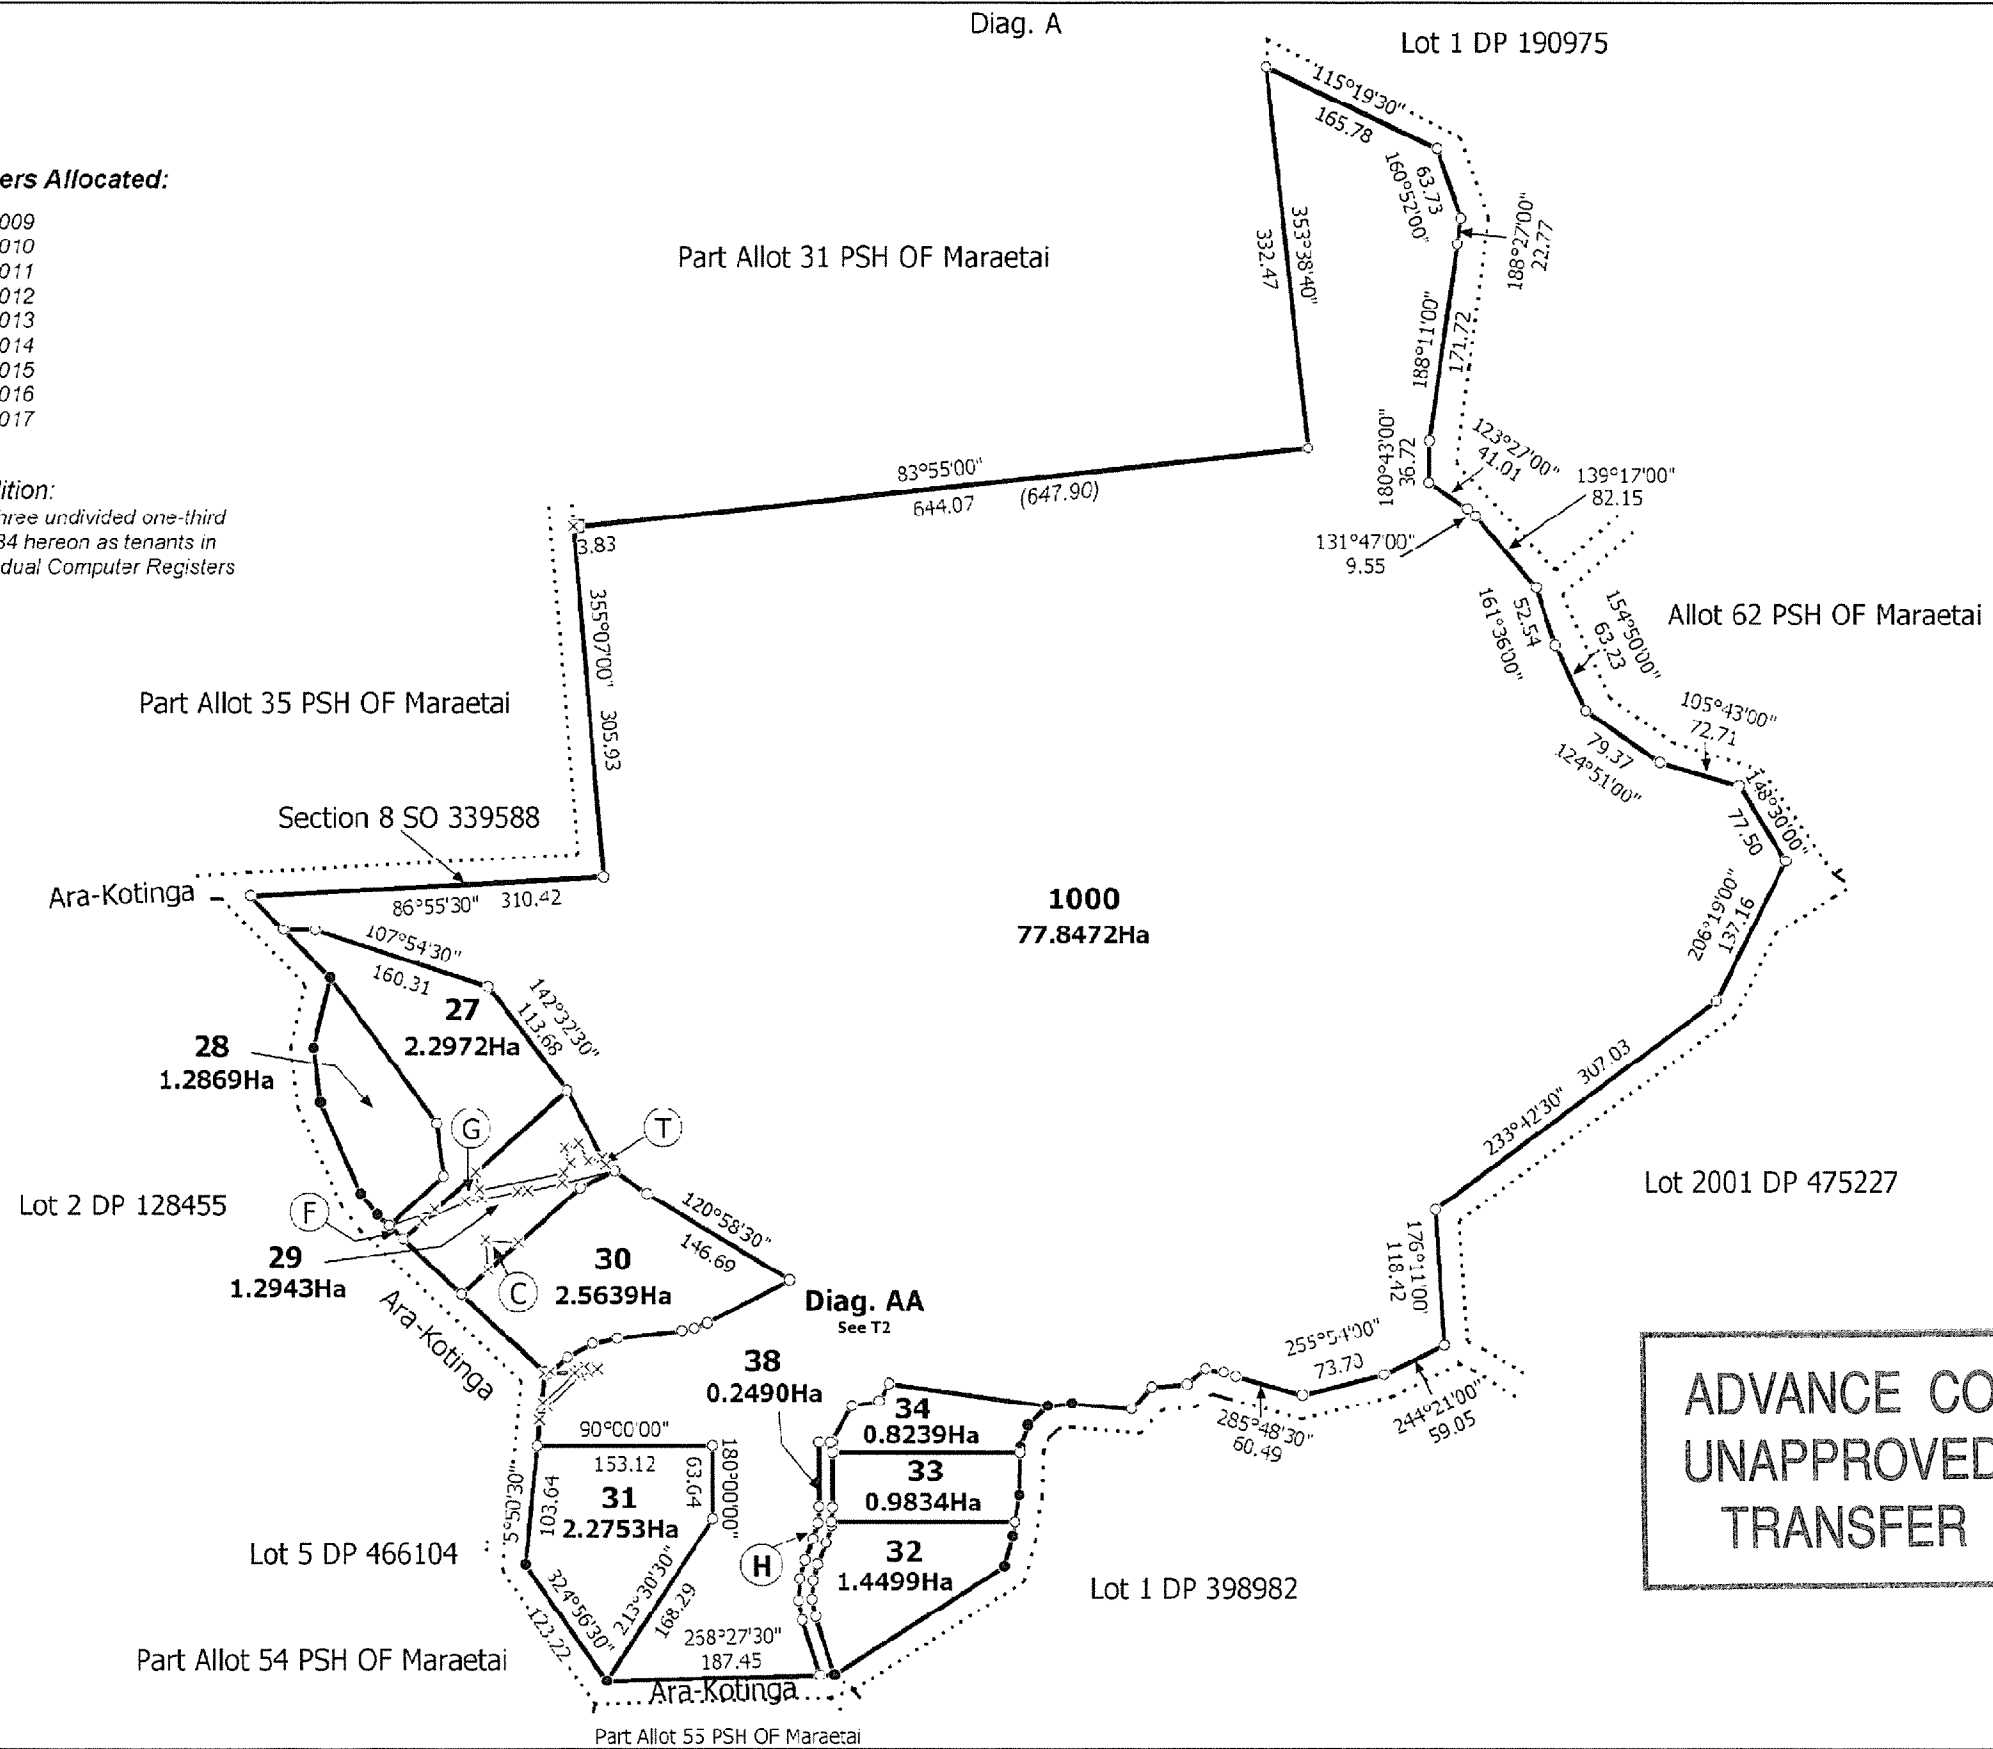 Diag. A
Lot 1 DP 190975
115°19'30"
165.78
63.73
160°52'00"
188°27'00"
22.77
ers Allocated:
009
010
011
012
013
014
015
016
017
Part Allot 31 PSH OF Maraetai
353°38'40"
332.47
188°11'00"
171.72
180°43'00"
36.72
123°27'00"
41.01
139°17'00"
82.15
131°47'00"
9.55
83°55'00"
644.07 (647.90)
3.83
dition:
hree undivided one-third
34 hereon as tenants in
dual Computer Registers
355°07'00" 305.93
52.54
161°36'00"
154°50'00"
63.23
Allot 62 PSH OF Maraetai
Part Allot 35 PSH OF Maraetai
105°43'00"
72.71
79.37
124°51'00"
148°30'00"
77.50
Section 8 SO 339588
Ara-Kotinga
86°55'30" 310.42
1000
77.8472Ha
206°19'00"
137.16
107°54'30"
160.31
142°32'30"
113.68
27
2.2972Ha
28
1.2869Ha
233°42'30" 307.03
G
T
F
Lot 2 DP 128455
Lot 2001 DP 475227
120°58'30"
146.69
29
1.2943Ha
C
30
2.5639Ha
176°11'00"
118.42
Diag. AA
See T2
Ara-Kotinga
38
0.2490Ha
255°54'00"
73.70
244°21'00"
59.05
285°48'30"
60.49
34
0.8239Ha
90°00'00"
153.12
180°00'00"
63.64
33
0.9834Ha
31
2.2753Ha
5°50'30"
103.64
Lot 5 DP 466104
H
32
1.4499Ha
Lot 1 DP 398982
324°56'30"
123.22
213°30'30"
168.29
258°27'30"
187.45
Part Allot 54 PSH OF Maraetai
Ara-Kotinga
Part Allot 55 PSH OF Maraetai
ADVANCE CO
UNAPPROVED
TRANSFER